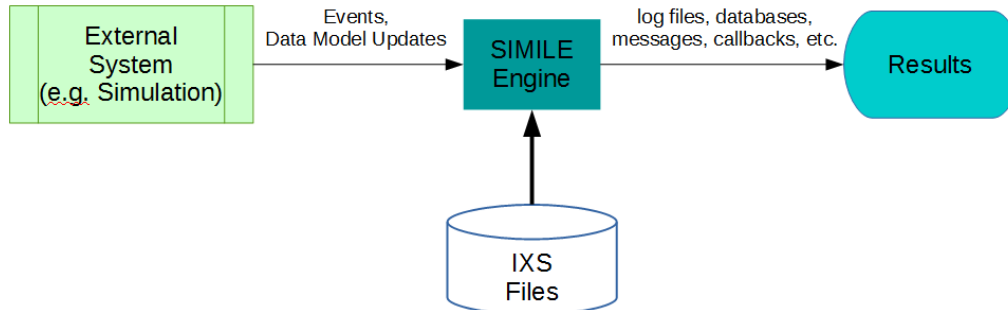 External
System
(e.g. Simulation)
Events,
Data Model Updates
SIMILE
Engine
log files, databases,
messages, callbacks, etc.
Results
IXS
Files